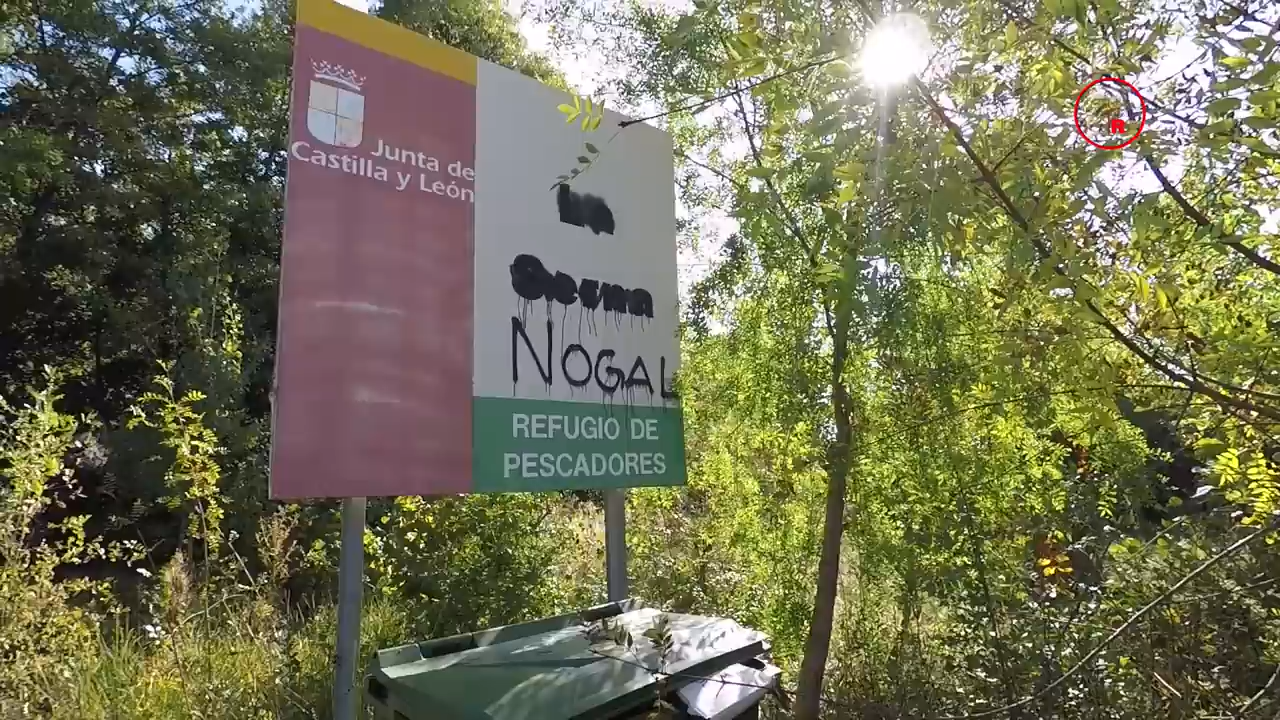 Junta de
Castilla y León
NOGAL
REFUGIO DE
PESCADORES
R